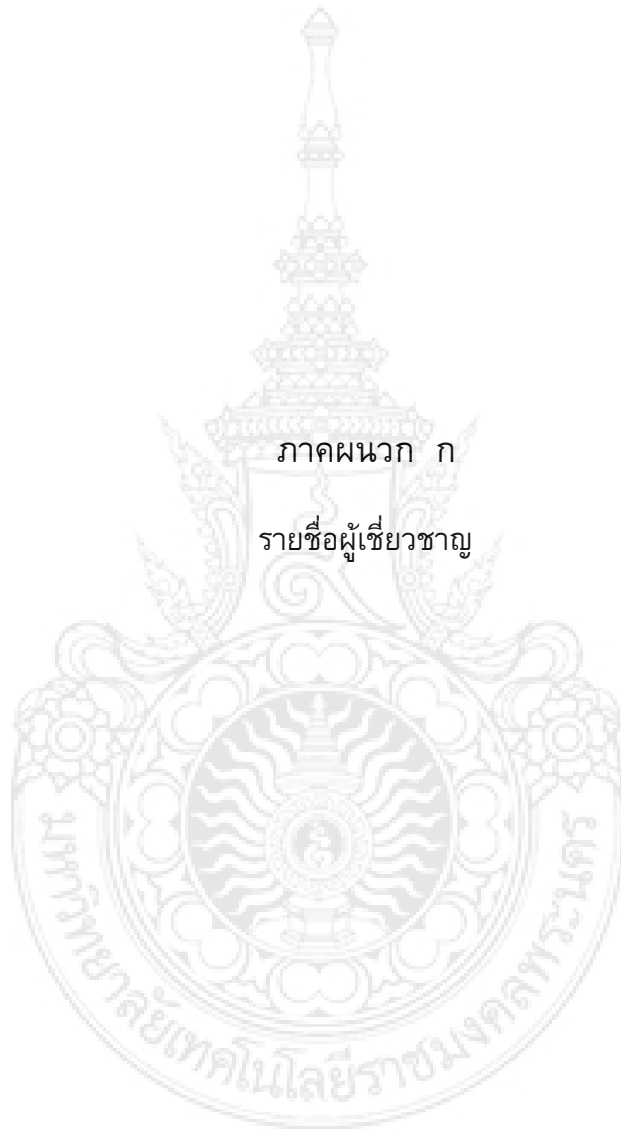 ภาคผนวก ก
รายชื่อผู้เชี่ยวชาญ
มหาวิทยาลัยเทคโนโลยีราชมงคลพระนคร